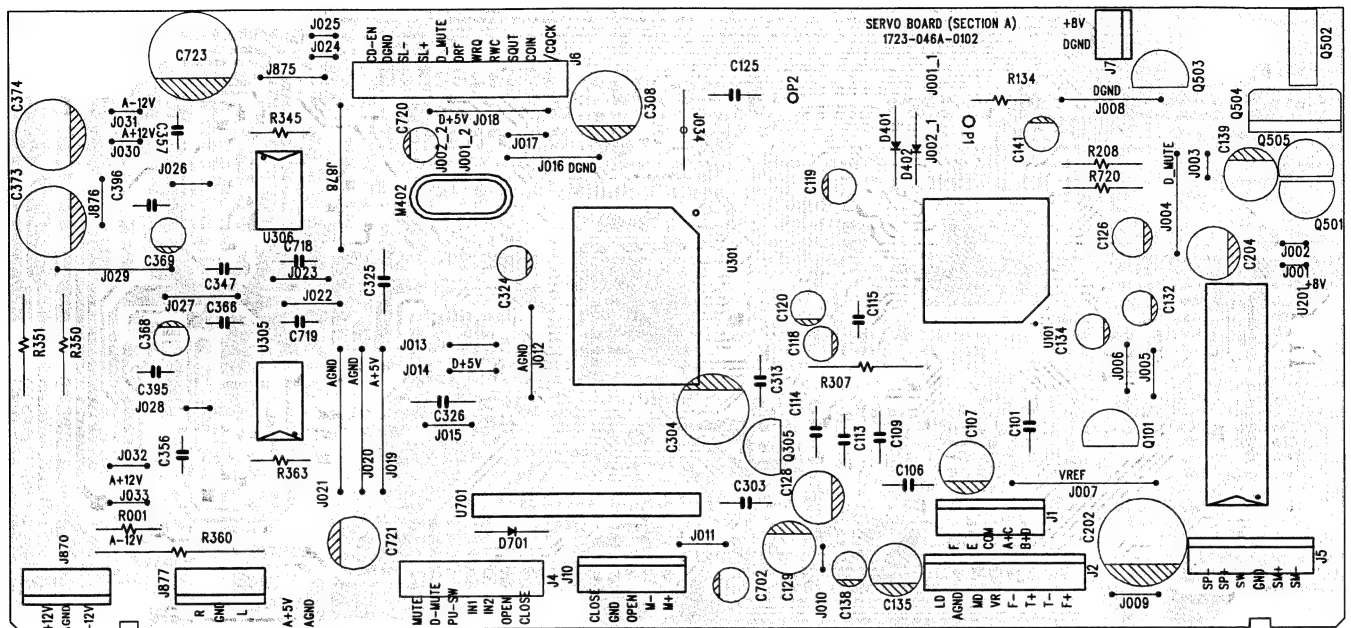 SERVO BOARD (SECTION A)
1723-046A-0102
C723
J025
J024
J875
CD-EN
DGND
SL-
SL+
D_MUTE
DRF
WRQ
RWC
SQUT
COIN
/CQCK
J6
C125
OP2
J001_1
R134
+8V
DGND
J7
Q502
Q503
DGND
J008
C374
A-12V
J031
A+12V
J030
C357
R345
C720
D+5V
J018
J017
J016
DGND
J002_2
J001_2
C308
J034
D401
D402
J002_1
TP1
C141
Q504
C139
Q505
R208
R720
D_MUTE
J003
J004
C373
C396
J026
J876
J878
M402
U306
C119
U301
C126
C204
Q501
J002
J001
+8V
U201
C369
J029
C718
J023
C347
J027
C366
J022
C719
C325
C324
C120
C118
C115
C132
C134
U101
R351
R350
C368
U305
C395
J028
AGND
AGND
A+5V
J013
J014
D+5V
AGND
J012
C326
J015
C313
R307
C114
J006
J005
C356
J032
A+12V
J033
R001
A-12V
R363
J021
J020
J019
C304
Q305
C128
C113
C109
C107
C101
Q101
VREF
J007
C106
C303
U701
D701
R360
J870
C721
J011
C202
F
E
COM
A+C
B+D
J1
J877
J4
J10
C702
C129
J010
C138
C135
J2
J009
SP-
SP+
SW
GND
SM+
SM-
J5
+12V
AGND
-12V
R
GND
L
A+5V
AGND
MUTE
D-MUTE
PU-SW
IN1
IN2
OPEN
CLOSE
CLOSE
GND
OPEN
M-
M+
LD
AGND
MD
VR
F-
T+
T-
F+